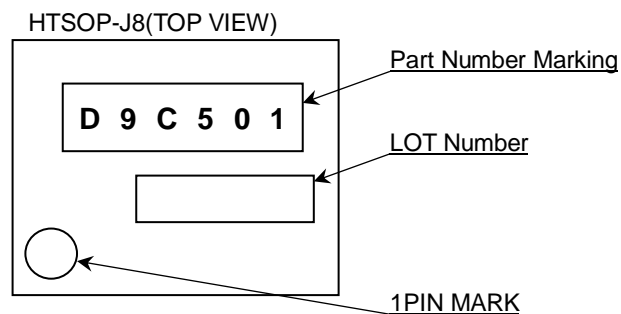 HTSOP-J8(TOP VIEW)
Part Number Marking
D 9 C 5 0 1
LOT Number
1PIN MARK